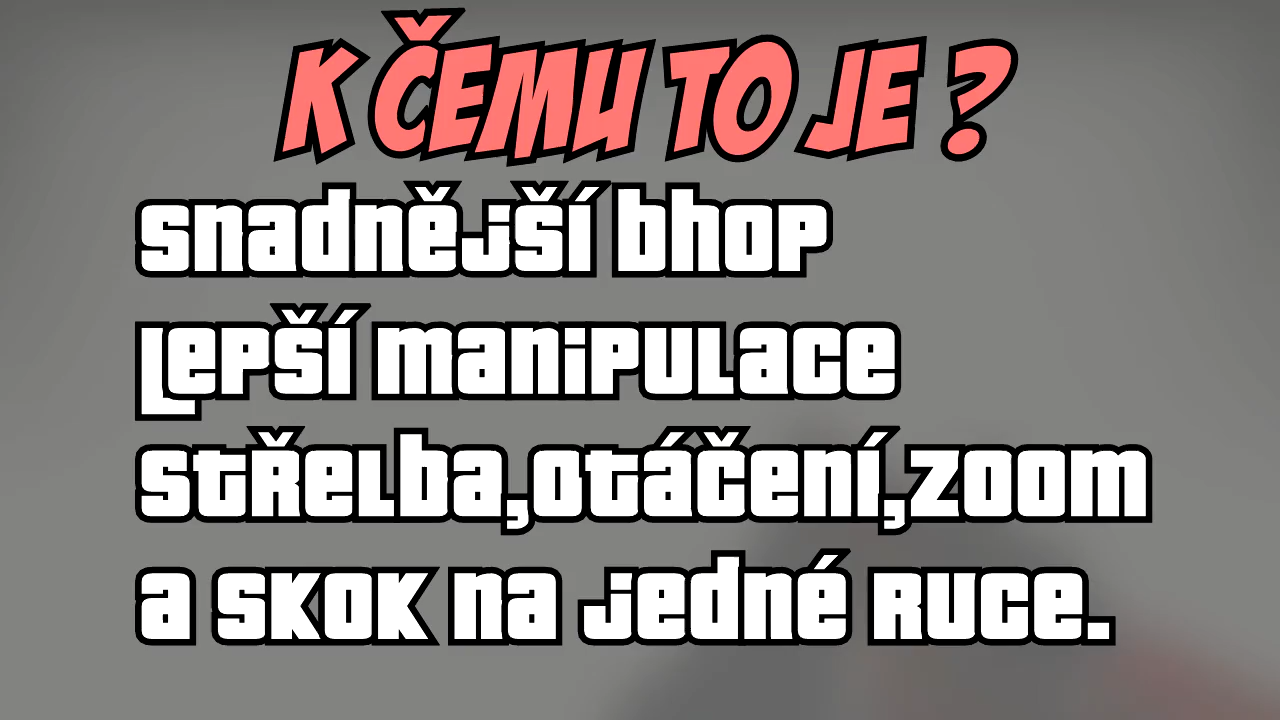 K ČEMU TO JE ?
snadnější bhop
Lepší manipulace
střelba,otáčení,zoom
a skok na jedné ruce.